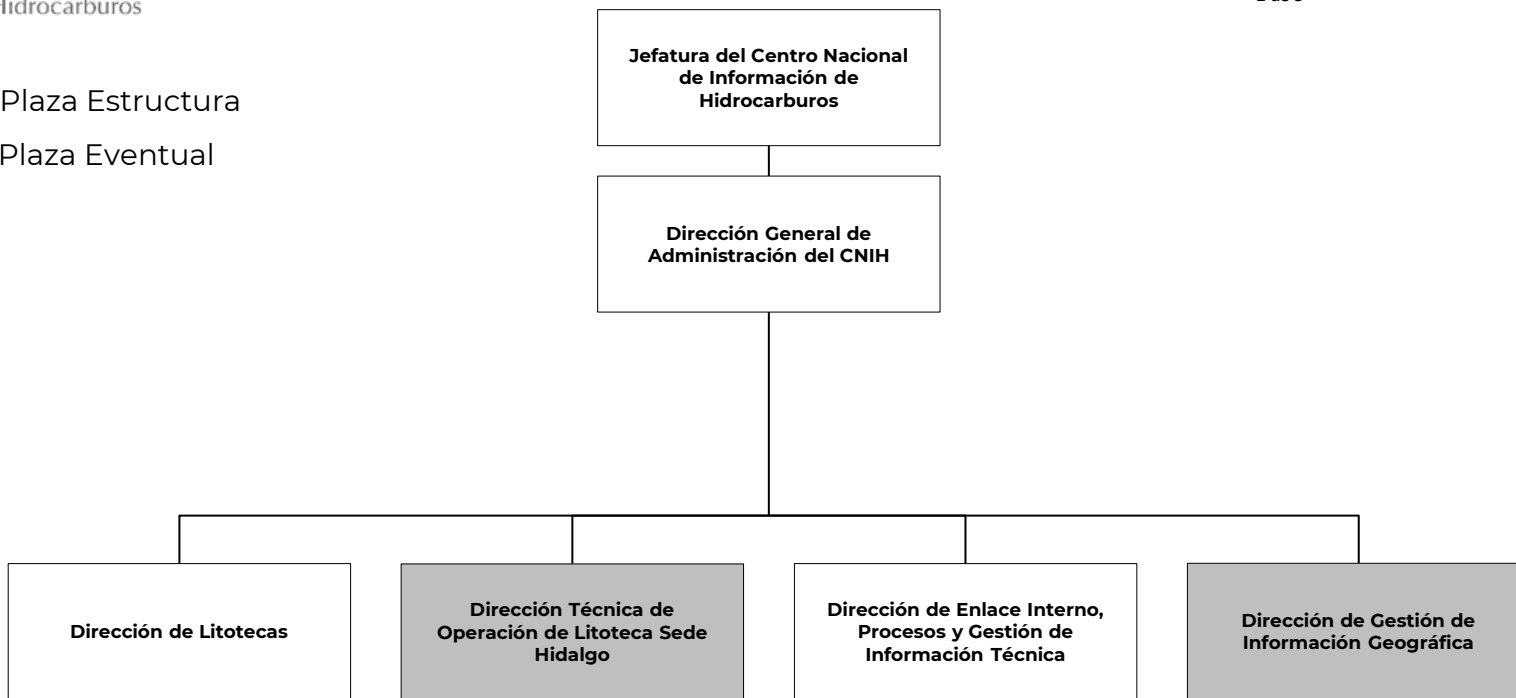 Hidrocarburos
Plaza Estructura
Plaza Eventual
Jefatura del Centro Nacional
de Información de
Hidrocarburos
Dirección General de
Administración del CNIH
Dirección de Litotecas
Dirección Técnica de
Operación de Litoteca Sede
Hidalgo
Dirección de Enlace Interno,
Procesos y Gestión de
Información Técnica
Dirección de Gestión de
Información Geográfica